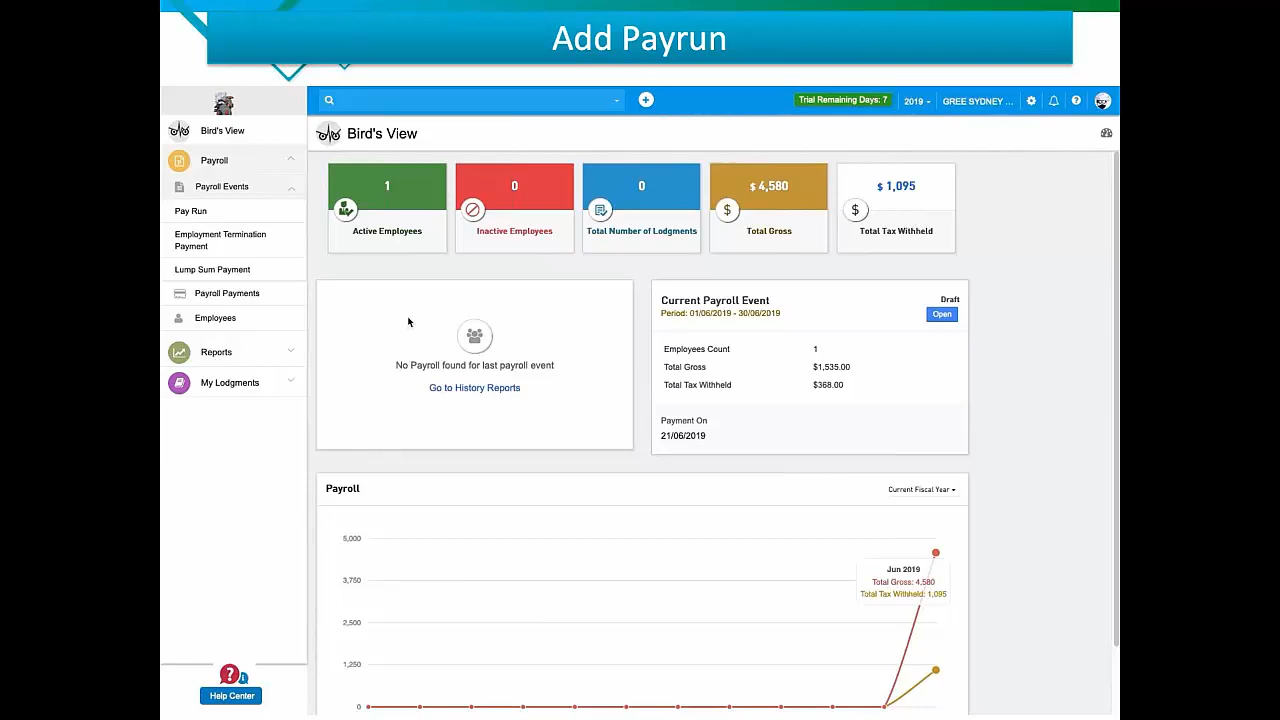 Add Payrun
Trial Remaining Days: 7
2019
GREE SYDNEY ...
Bird's View
Payroll
Payroll Events
Pay Run
Employment Termination
Payment
Lump Sum Payment
Payroll Payments
Employees
Reports
My Lodgments
Help Center
Bird's View
1
Active Employees
0
Inactive Employees
0
Total Number of Lodgments
$ 4,580
$
Total Gross
$ 1,095
$
Total Tax Withheld
No Payroll found for last payroll event
Go to History Reports
Current Payroll Event
Period: 01/06/2019 - 30/06/2019
Draft
Open
Employees Count 1
Total Gross $1,535.00
Total Tax Withheld $368.00
Payment On
21/06/2019
Payroll
Current Fiscal Year
5,000
3,750
2,500
1,250
0
Jun 2019
Total Gross: 4,580
Total Tax Withheld: 1,095